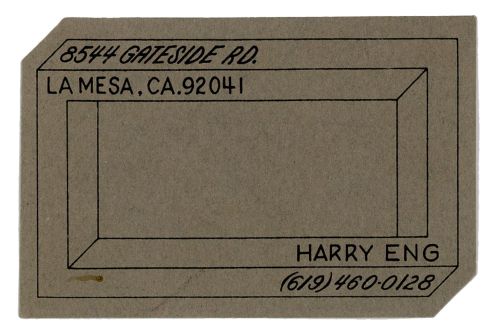 8544 GATESIDE RD.
LA MESA, CA. 92041
HARRY ENG
(619) 460-0128